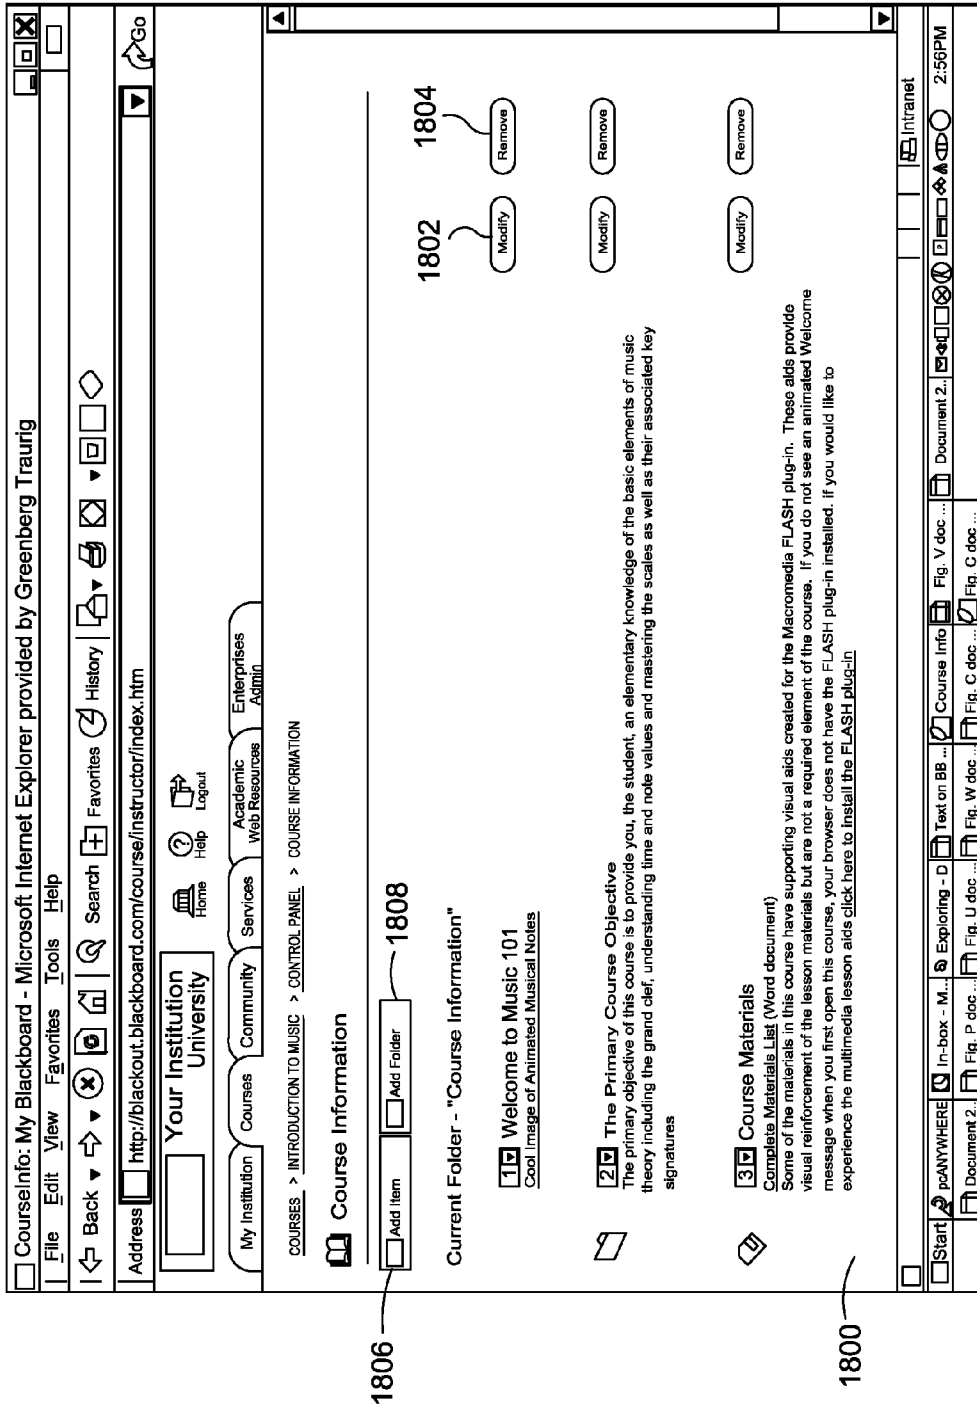 CourseInfo: My Blackboard - Microsoft Internet Explorer provided by Greenberg Traurig
File Edit View Favorites Tools Help
Back Search Favorites History
Address http://blackout.blackboard.com/course/instructor/index.htm Go
Your Institution
University
Home Help Logout
My Institution Courses Community Services Academic Web Resources Enterprises Admin
COURSES > INTRODUCTION TO MUSIC > CONTROL PANEL > COURSE INFORMATION
Course Information
1806 Add Item Add Folder 1808
Current Folder - "Course Information"
1802 1804
1 Welcome to Music 101 Modify Remove
Cool Image of Animated Musical Notes
2 The Primary Course Objective Modify Remove
The primary objective of this course is to provide you, the student, an elementary knowledge of the basic elements of music
theory including the grand def, understanding time and note values and mastering the scales as well as their associated key
signatures
3 Course Materials Modify Remove
Complete Materials List (Word document)
Some of the materials in this course have supporting visual aids created for the Macromedia FLASH plug-in. These aids provide
visual reinforcement of the lesson materials but are not a required element of the course. If you do not see an animated Welcome
message when you first open this course, your browser does not have the FLASH plug-in installed. if you would like to
experience the multimedia lesson aids click here to install the FLASH plug-in
1800
Intranet
Start pcANYWHERE In-box - M... Exploring - D Text on BB ... Course Info Fig. V doc ... Document 2.. P 2:56PM
Document 2.. Fig. P doc ... Fig. U doc ... Fig. W doc ... Fig. C doc ... Fig. C doc ...